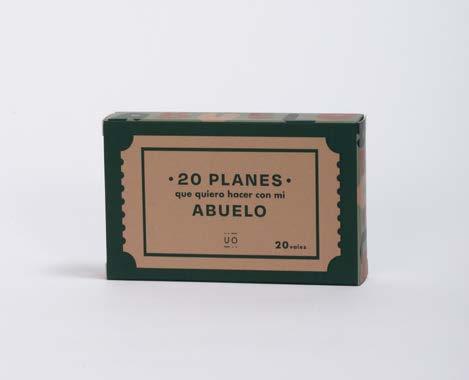 · 20 PLANES ·
que quiero hacer con mi
ABUELO
UO
20 vales